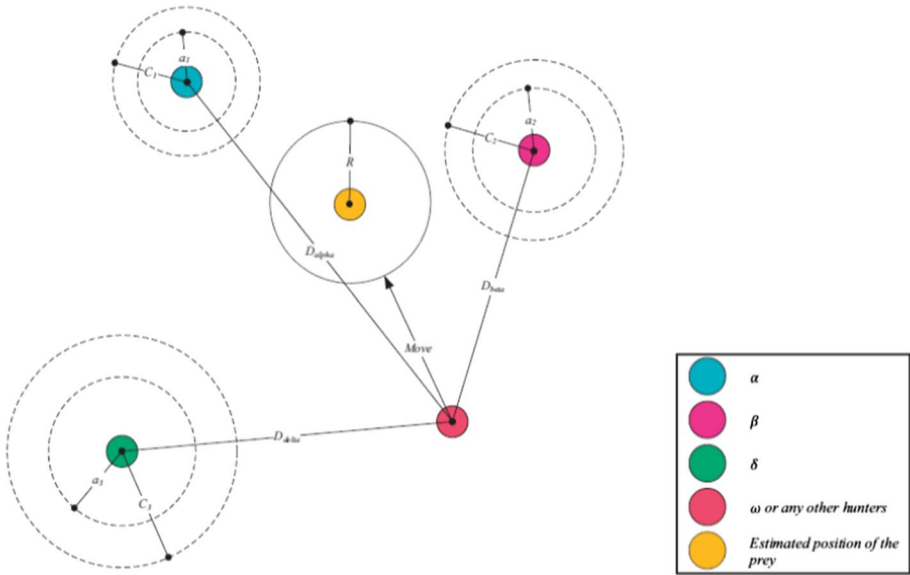 a1
C1
a2
C2
R
Dalpha
Dbeta
Move
Ddelta
a3
C3
α
β
δ
ω or any other hunters
Estimated position of the
prey